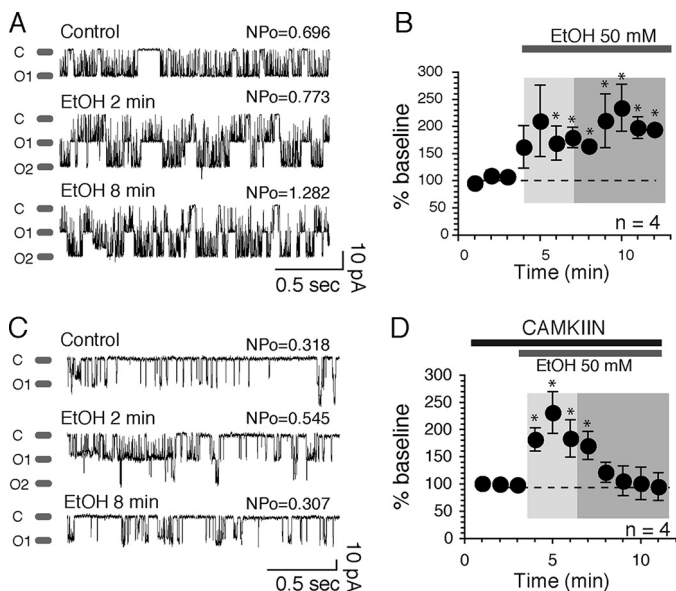 A
Control
NPo=0.696
C
O1
EtOH 2 min
NPo=0.773
C
O1
O2
EtOH 8 min
NPo=1.282
C
O1
O2
10 pA
0.5 sec
B
EtOH 50 mM
% baseline
300
250
200
150
100
50
0
* * * * * * *
0 5 10
n = 4
Time (min)
C
Control
NPo=0.318
C
O1
EtOH 2 min
NPo=0.545
C
O1
O2
EtOH 8 min
NPo=0.307
C
O1
10 pA
0.5 sec
D
CAMKIIN
EtOH 50 mM
% baseline
300
250
200
150
100
50
0
* * * *
0 5 10
n = 4
Time (min)